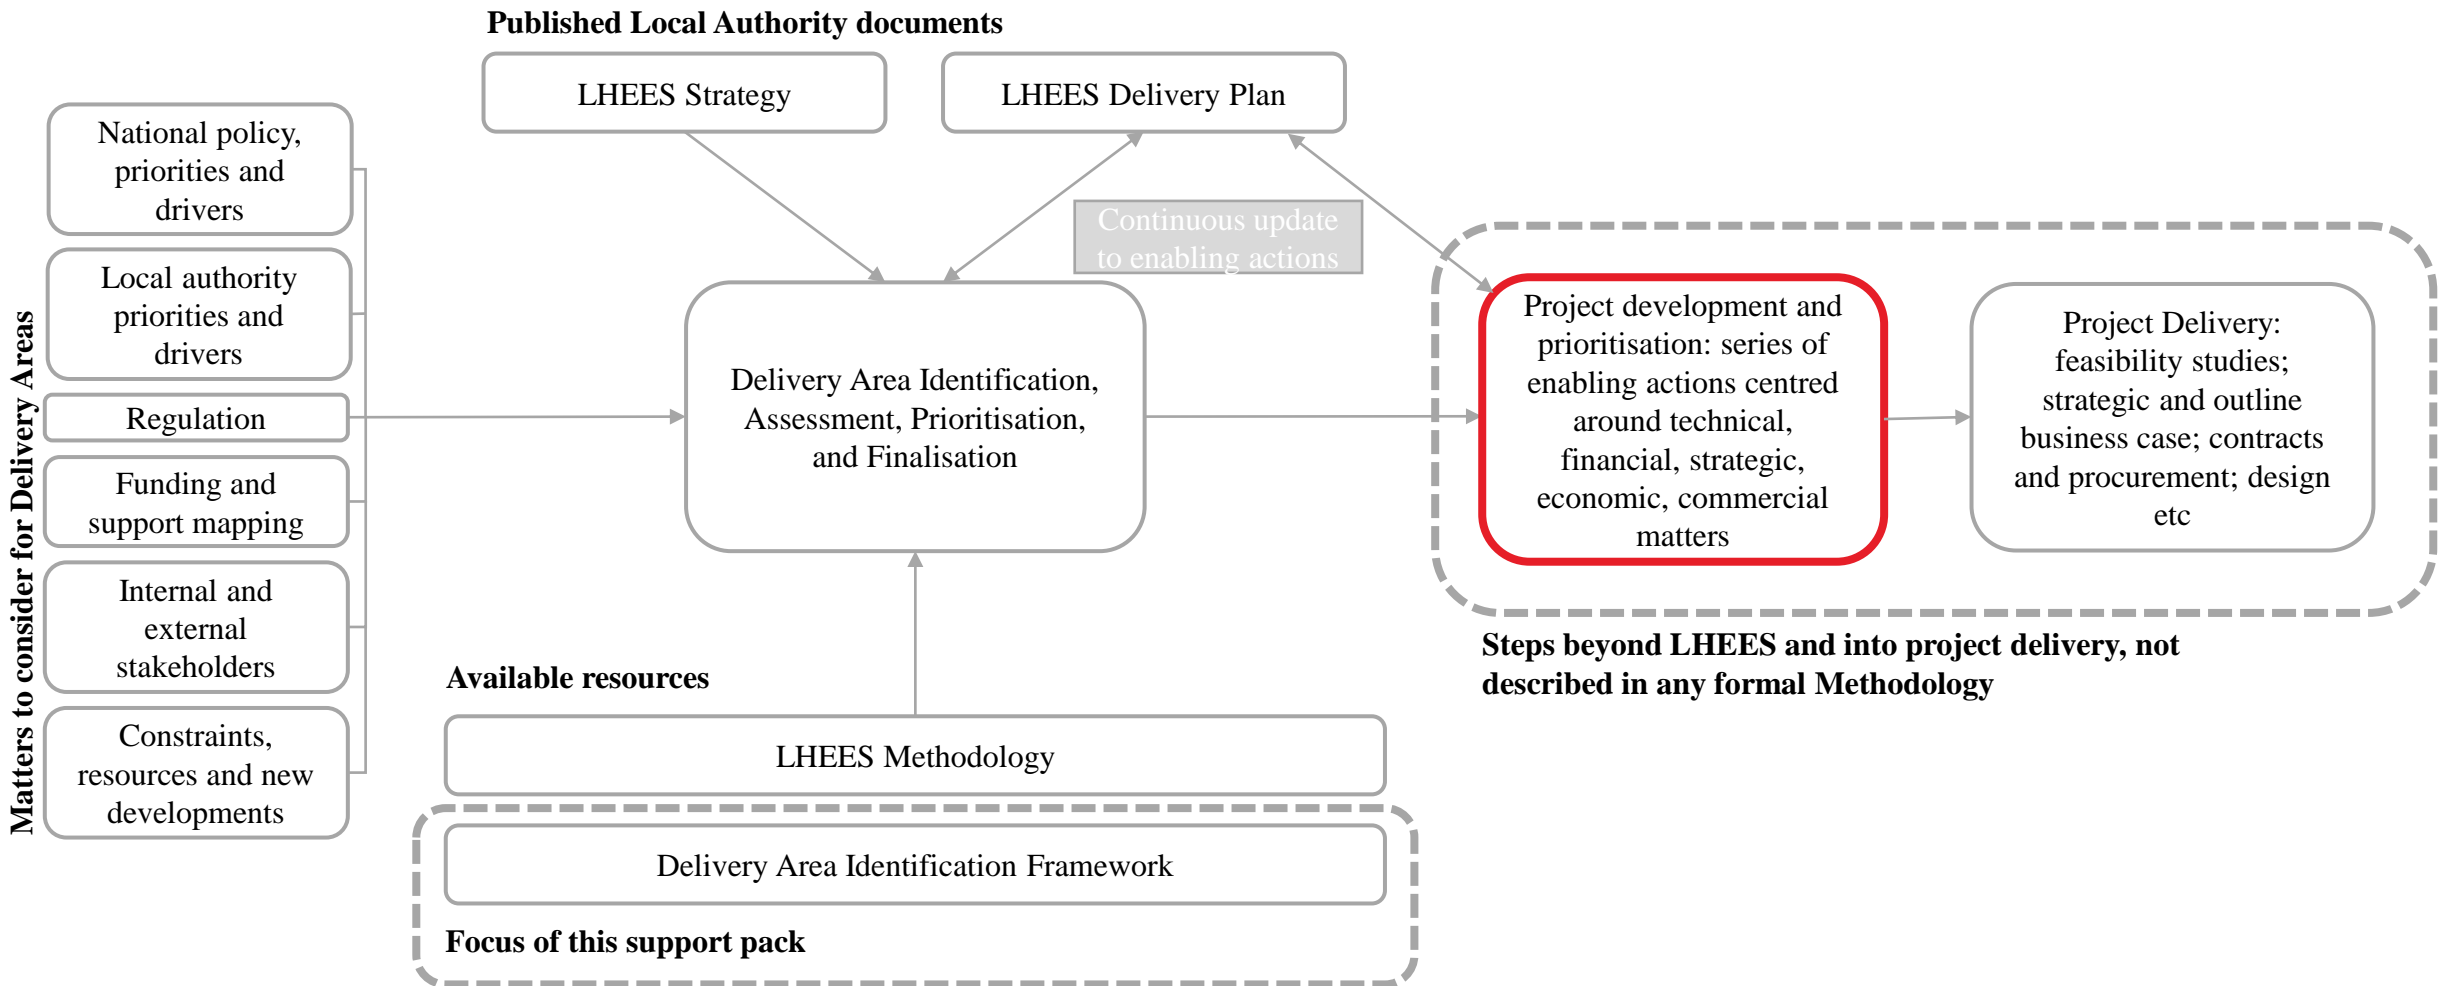 Published Local Authority documents
LHEES Strategy
LHEES Delivery Plan
Matters to consider for Delivery Areas
National policy,
priorities and
drivers
Local authority
priorities and
drivers
Regulation
Funding and
support mapping
Internal and
external
stakeholders
Constraints,
resources and new
developments
Continuous update
to enabling actions
Delivery Area Identification,
Assessment, Prioritisation,
and Finalisation
Project development and
prioritisation: series of
enabling actions centred
around technical,
financial, strategic,
economic, commercial
matters
Project Delivery:
feasibility studies;
strategic and outline
business case; contracts
and procurement; design
etc
Steps beyond LHEES and into project delivery, not
described in any formal Methodology
Available resources
LHEES Methodology
Delivery Area Identification Framework
Focus of this support pack